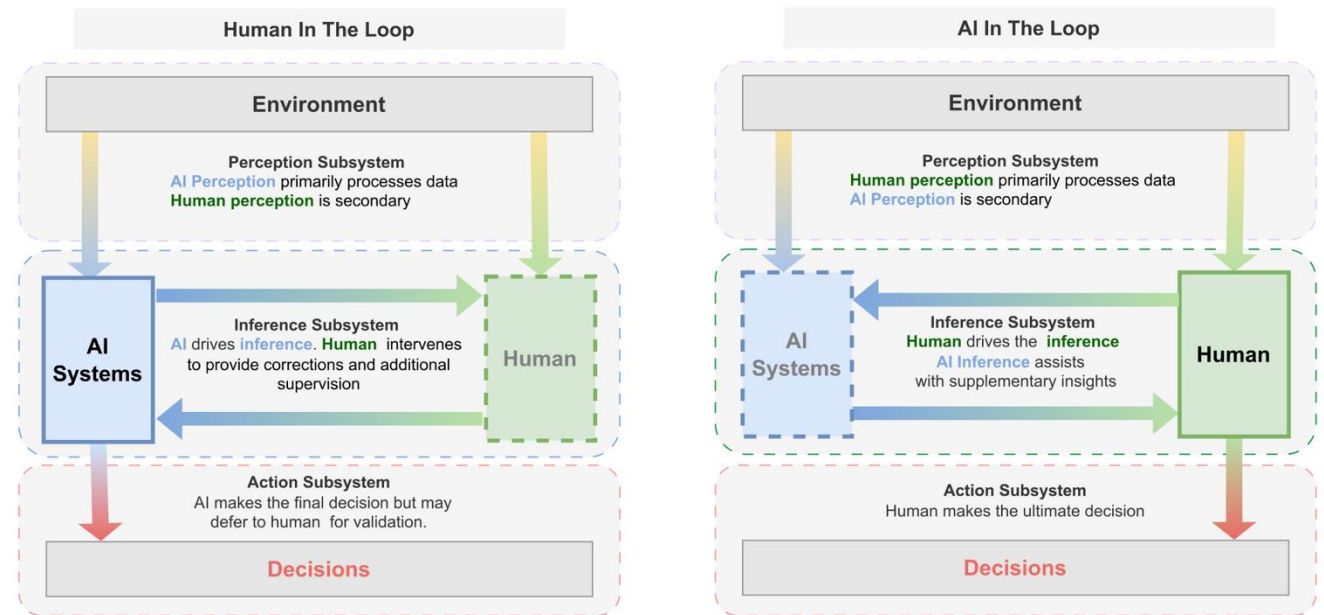 Human In The Loop
Environment
Perception Subsystem
AI Perception primarily processes data
Human perception is secondary
AI
Systems
Inference Subsystem
AI drives inference. Human intervenes
to provide corrections and additional
supervision
Human
Action Subsystem
AI makes the final decision but may
defer to human for validation.
Decisions
AI In The Loop
Environment
Perception Subsystem
Human perception primarily processes data
AI Perception is secondary
AI
Systems
Inference Subsystem
Human drives the inference
AI Inference assists
with supplementary insights
Human
Action Subsystem
Human makes the ultimate decision
Decisions